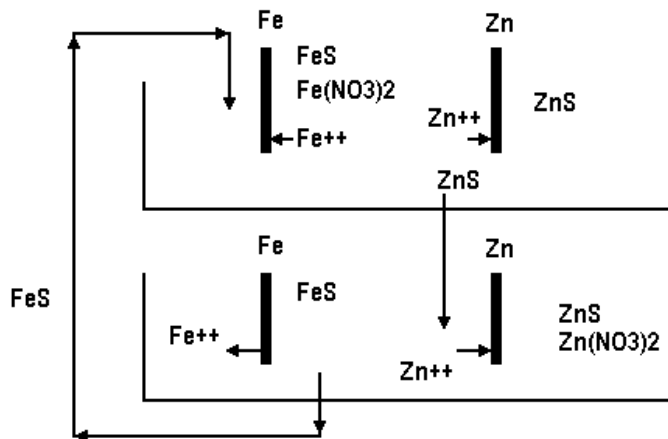 Fe
Zn
FeS
Fe(NO3)2
ZnS
Zn++
Fe++
ZnS
Fe
Zn
FeS
FeS
ZnS
Zn(NO3)2
Fe++
Zn++